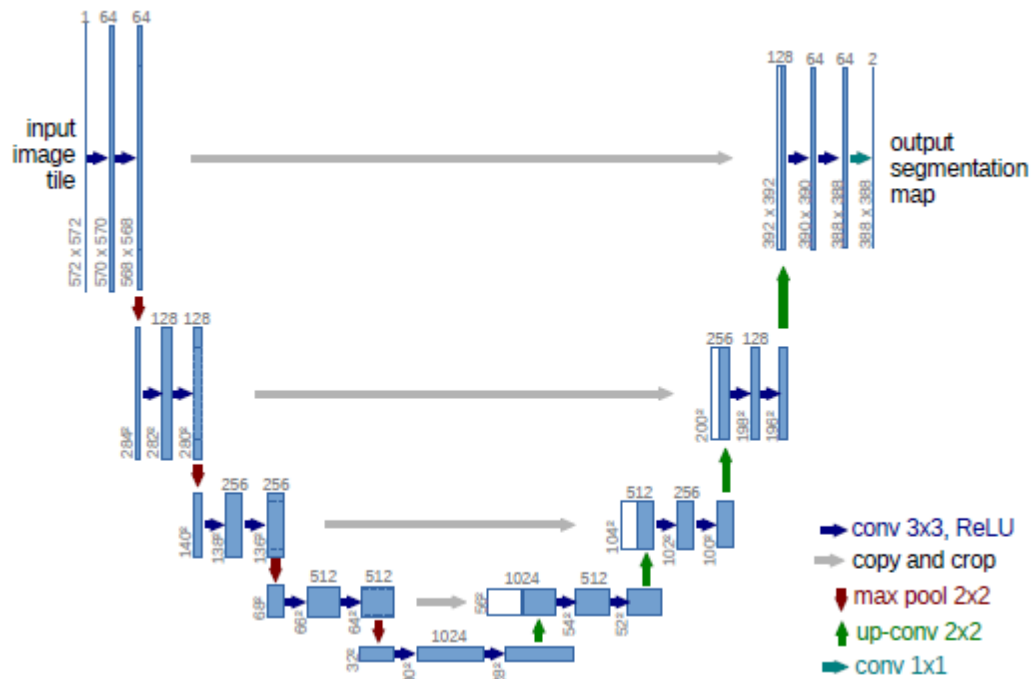 1 64 64
input
image
tile
572 x 572
570 x 570
568 x 568
128 64 64 2
output
segmentation
map
392 x 392
390 x 390
388 x 388
388 x 388
128 128
284²
282²
280²
256 128
200²
198²
196²
256 256
140²
138²
136²
512 256
104²
102²
100²
512 512
68²
66²
64²
1024 512
56²
54²
52²
1024
32²
conv 3x3, ReLU
copy and crop
max pool 2x2
up-conv 2x2
conv 1x1